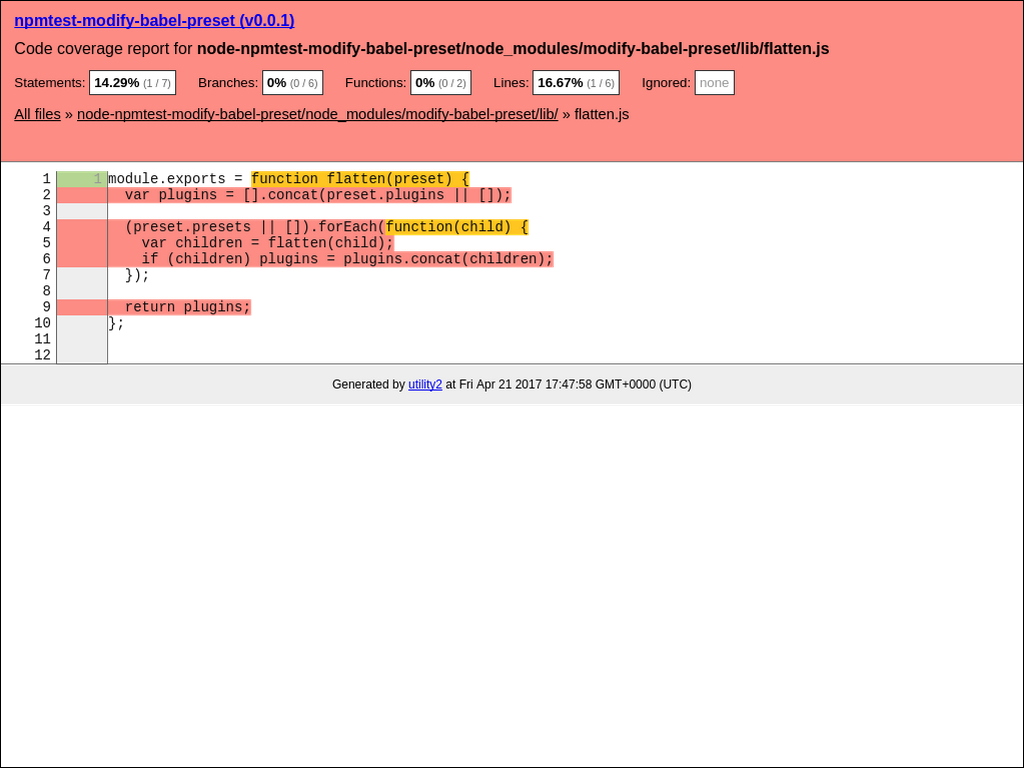 npmtest-modify-babel-preset (v0.0.1)
Code coverage report for node-npmtest-modify-babel-preset/node_modules/modify-babel-preset/lib/flatten.js
Statements: 14.29% (1 / 7) Branches: 0% (0 / 6) Functions: 0% (0 / 2) Lines: 16.67% (1 / 6) Ignored: none
All files » node-npmtest-modify-babel-preset/node_modules/modify-babel-preset/lib/ » flatten.js
1 1 module.exports = function flatten(preset) {
2 var plugins = [].concat(preset.plugins || []);
3
4 (preset.presets || []).forEach(function(child) {
5 var children = flatten(child);
6 if (children) plugins = plugins.concat(children);
7 });
8
9 return plugins;
10 };
11
12
Generated by utility2 at Fri Apr 21 2017 17:47:58 GMT+0000 (UTC)